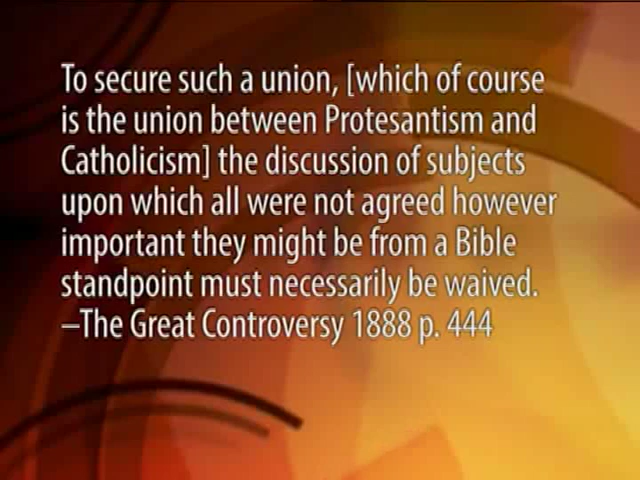 To secure such a union, [which of course
is the union between Protesantism and
Catholicism] the discussion of subjects
upon which all were not agreed however
important they might be from a Bible
standpoint must necessarily be waived.
–The Great Controversy 1888 p. 444